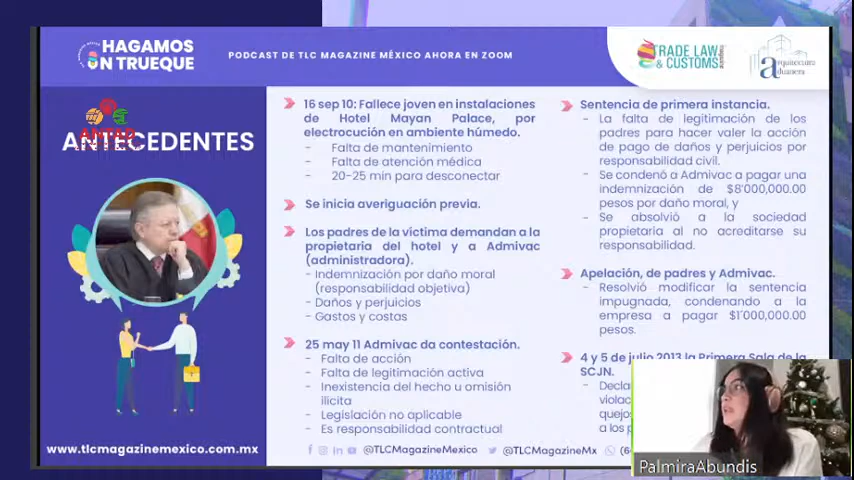 HAGAMOS
UN TRUEQUE
PODCAST DE TLC MAGAZINE MÉXICO AHORA EN ZOOM
TRADE LAW
& CUSTOMS
arquitectura
aduanera
ANTAD
ANTECEDENTES
16 sep 10: Fallece joven en instalaciones
de Hotel Mayan Palace, por
electrocución en ambiente húmedo.
- Falta de mantenimiento
- Falta de atención médica
- 20-25 min para desconectar
Se inicia averiguación previa.
Los padres de la víctima demandan a la
propietaria del hotel y a Admivac
(administradora).
- Indemnización por daño moral
(responsabilidad objetiva)
- Daños y perjuicios
- Gastos y costas
25 may 11 Admivac da contestación.
- Falta de acción
- Falta de legitimación activa
- Inexistencia del hecho u omisión
ilícita
- Legislación no aplicable
- Es responsabilidad contractual
Sentencia de primera instancia.
- La falta de legitimación de los
padres para hacer valer la acción
de pago de daños y perjuicios por
responsabilidad civil.
- Se condenó a Admivac a pagar una
indemnización de $8'000,000.00
pesos por daño moral, y
- Se absolvió a la sociedad
propietaria al no acreditarse su
responsabilidad.
Apelación, de padres y Admivac.
- Resolvió modificar la sentencia
impugnada, condenando a la
empresa a pagar $1'000,000.00
pesos.
4 y 5 de julio 2013 la Primera Sala de la
SCJN.
www.tlcmagazinemexico.com.mx
@TLCMagazineMexico
@TLCMagazineMx
PalmiraAbundis